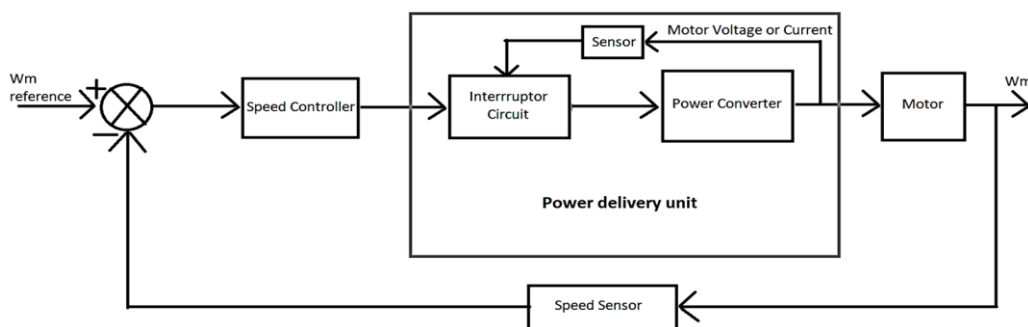 Wm
reference
+
−
Speed Controller
Sensor
Motor Voltage or Current
Interrruptor
Circuit
Power Converter
Motor
Wm
Power delivery unit
Speed Sensor